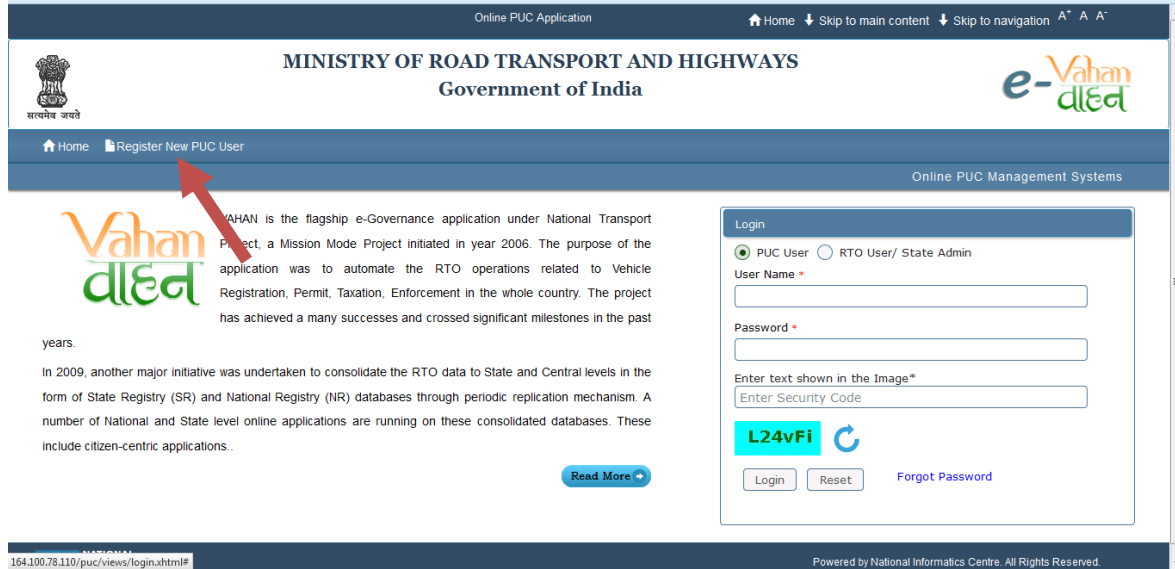 Online PUC Application
Home Skip to main content Skip to navigation A+ A A-
MINISTRY OF ROAD TRANSPORT AND HIGHWAYS
Government of India
सत्यमेव जयते
e-Vahan
वाहन
Home Register New PUC User
Online PUC Management Systems
Vahan
वाहन
VAHAN is the flagship e-Governance application under National Transport
Project, a Mission Mode Project initiated in year 2006. The purpose of the
application was to automate the RTO operations related to Vehicle
Registration, Permit, Taxation, Enforcement in the whole country. The project
has achieved a many successes and crossed significant milestones in the past
years.
In 2009, another major initiative was undertaken to consolidate the RTO data to State and Central levels in the
form of State Registry (SR) and National Registry (NR) databases through periodic replication mechanism. A
number of National and State level online applications are running on these consolidated databases. These
include citizen-centric applications..
Read More
Login
PUC User RTO User/ State Admin
User Name *
Password *
Enter text shown in the Image*
Enter Security Code
L24vFi
Login Reset Forgot Password
NATIONAL
164.100.78.110/puc/views/login.xhtml#
Powered by National Informatics Centre. All Rights Reserved.